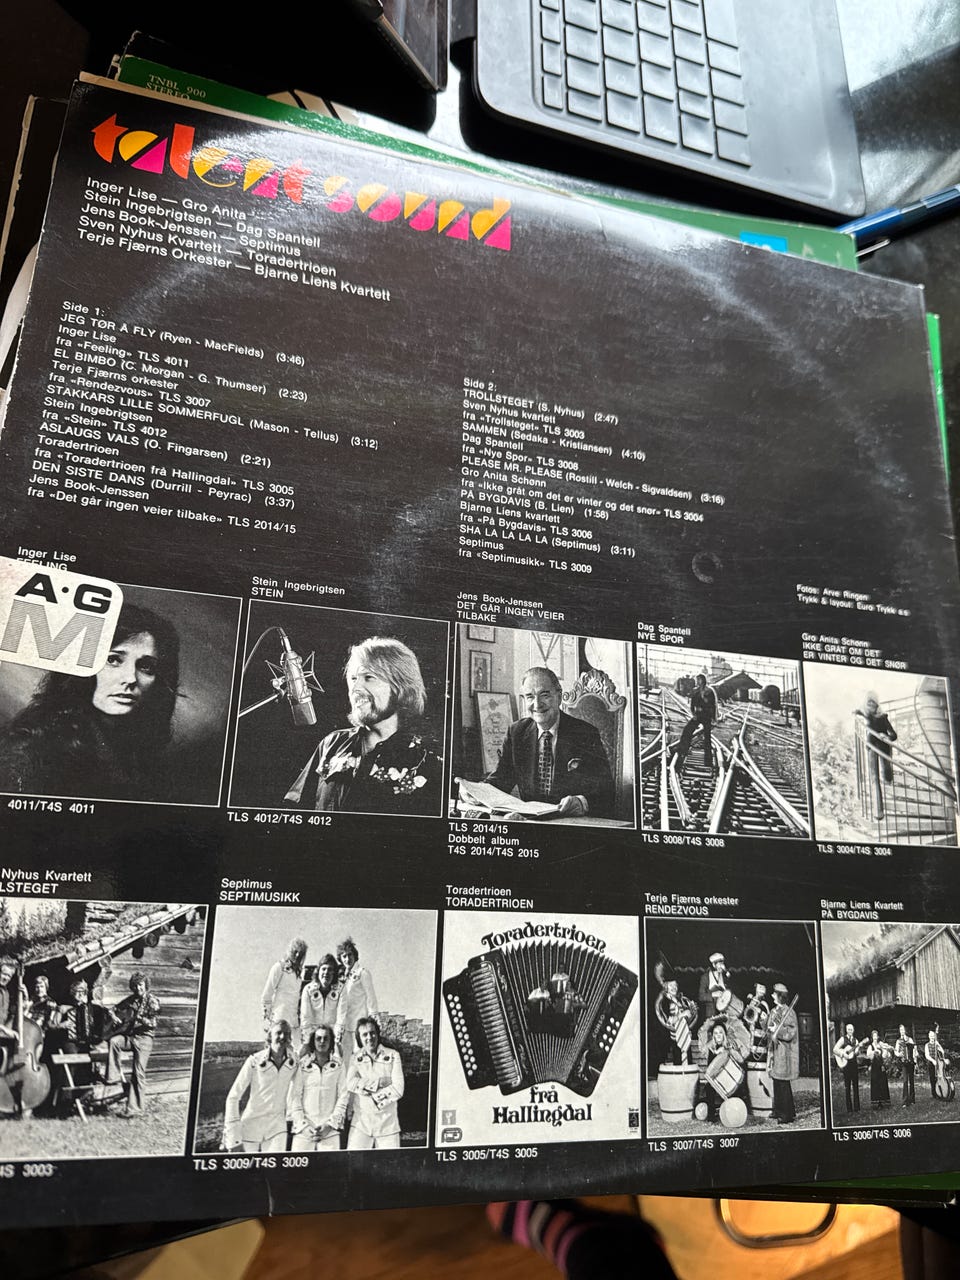 TNBL 900
STEREO
talent sound
Inger Lise — Gro Anita
Stein Ingebrigtsen — Dag Spantell
Jens Book-Jenssen — Septimus
Sven Nyhus Kvartett — Toradertrioen
Terje Fjærns Orkester — Bjarne Liens Kvartett
Side 1:
JEG TØR Å FLY (Ryen - MacFields) (3:46)
Inger Lise
fra «Feeling» TLS 4011
EL BIMBO (C. Morgan - G. Thumser) (2:23)
Terje Fjærns orkester
fra «Rendezvous» TLS 3007
STAKKARS LILLE SOMMERFUGL (Mason - Tellus) (3:12)
Stein Ingebrigtsen
fra «Stein» TLS 4012
ASLAUGS VALS (O. Fingarsen) (2:21)
Toradertrioen
fra «Toradertrioen frå Hallingdal» TLS 3005
DEN SISTE DANS (Durrill - Peyrac) (3:37)
Jens Book-Jenssen
fra «Det går ingen veier tilbake» TLS 2014/15
Side 2:
TROLLSTEGET (S. Nyhus) (2:47)
Sven Nyhus kvartett
fra «Trollsteget» TLS 3003
SAMMEN (Sedaka - Kristiansen) (4:10)
Dag Spantell
fra «Nye Spor» TLS 3008
PLEASE MR. PLEASE (Rostill - Welch - Sigvaldsen) (3:16)
Gro Anita Schønn
fra «Ikke gråt om det er vinter og det snør» TLS 3004
PÅ BYGDAVIS (B. Lien) (1:58)
Bjarne Liens kvartett
fra «På Bygdavis» TLS 3006
SHA LA LA LA LA (Septimus) (3:11)
Septimus
fra «Septimusikk» TLS 3009
Fotos: Arve Ringen
Trykk & layout: Euro Trykk a.s
Inger Lise
FEELING
A·G
M
4011/T4S 4011
Stein Ingebrigtsen
STEIN
TLS 4012/T4S 4012
Jens Book-Jenssen
DET GÅR INGEN VEIER
TILBAKE
TLS 2014/15
Dobbelt album
T4S 2014/T4S 2015
Dag Spantell
NYE SPOR
TLS 3008/T4S 3008
Gro Anita Schønn
IKKE GRÅT OM DET
ER VINTER OG DET SNØR
TLS 3004/T4S 3004
Nyhus Kvartett
LSTEGET
4S 3003
Septimus
SEPTIMUSIKK
TLS 3009/T4S 3009
Toradertrioen
TORADERTRIOEN
Toradertrioen
frå
Hallingdal
TLS 3005/T4S 3005
Terje Fjærns orkester
RENDEZVOUS
TLS 3007/T4S 3007
Bjarne Liens Kvartett
PÅ BYGDAVIS
TLS 3006/T4S 3006